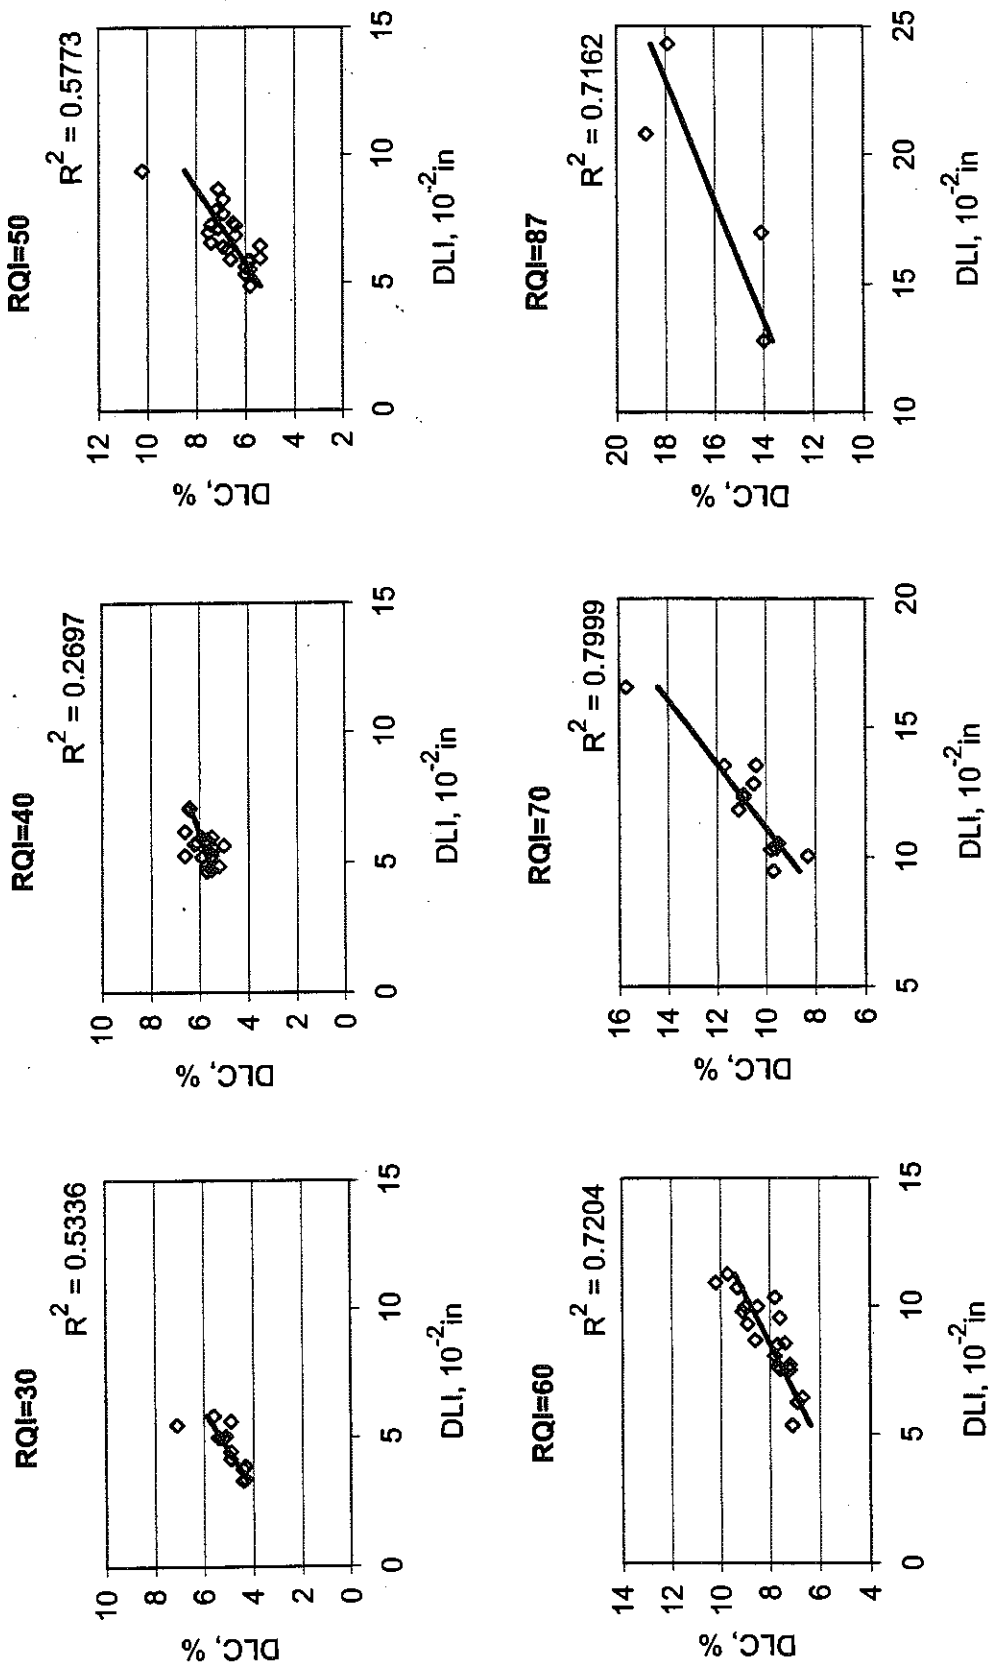 RQI=30
R² = 0.5336
10
8
6
4
2
0
DLC, %
0
5
10
15
DLI, 10⁻²in
RQI=40
R² = 0.2697
10
8
6
4
2
0
DLC, %
0
5
10
15
DLI, 10⁻²in
RQI=50
R² = 0.5773
12
10
8
6
4
2
DLC, %
0
5
10
15
DLI, 10⁻²in
RQI=60
R² = 0.7204
14
12
10
8
6
4
DLC, %
0
5
10
15
DLI, 10⁻²in
RQI=70
R² = 0.7999
16
14
12
10
8
6
DLC, %
5
10
15
20
DLI, 10⁻²in
RQI=87
R² = 0.7162
20
18
16
14
12
10
DLC, %
10
15
20
25
DLI, 10⁻²in